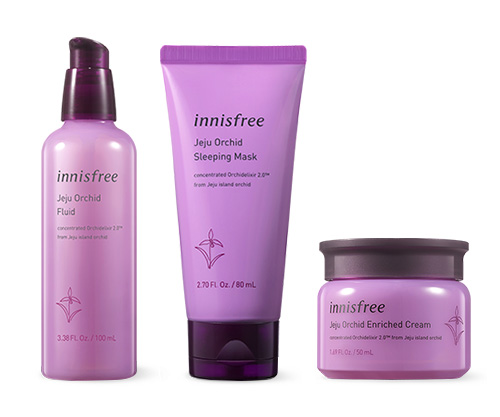 innisfree
Jeju Orchid
Fluid
concentrated Orchidelixir 2.0™
from Jeju island orchid
3.38 Fl. Oz. / 100 mL
innisfree
Jeju Orchid
Sleeping Mask
concentrated Orchidelixir 2.0™
from Jeju island orchid
2.70 Fl. Oz. / 80 mL
innisfree
Jeju Orchid Enriched Cream
concentrated Orchidelixir 2.0™ from Jeju island orchid
1.69 Fl. Oz. / 50 mL